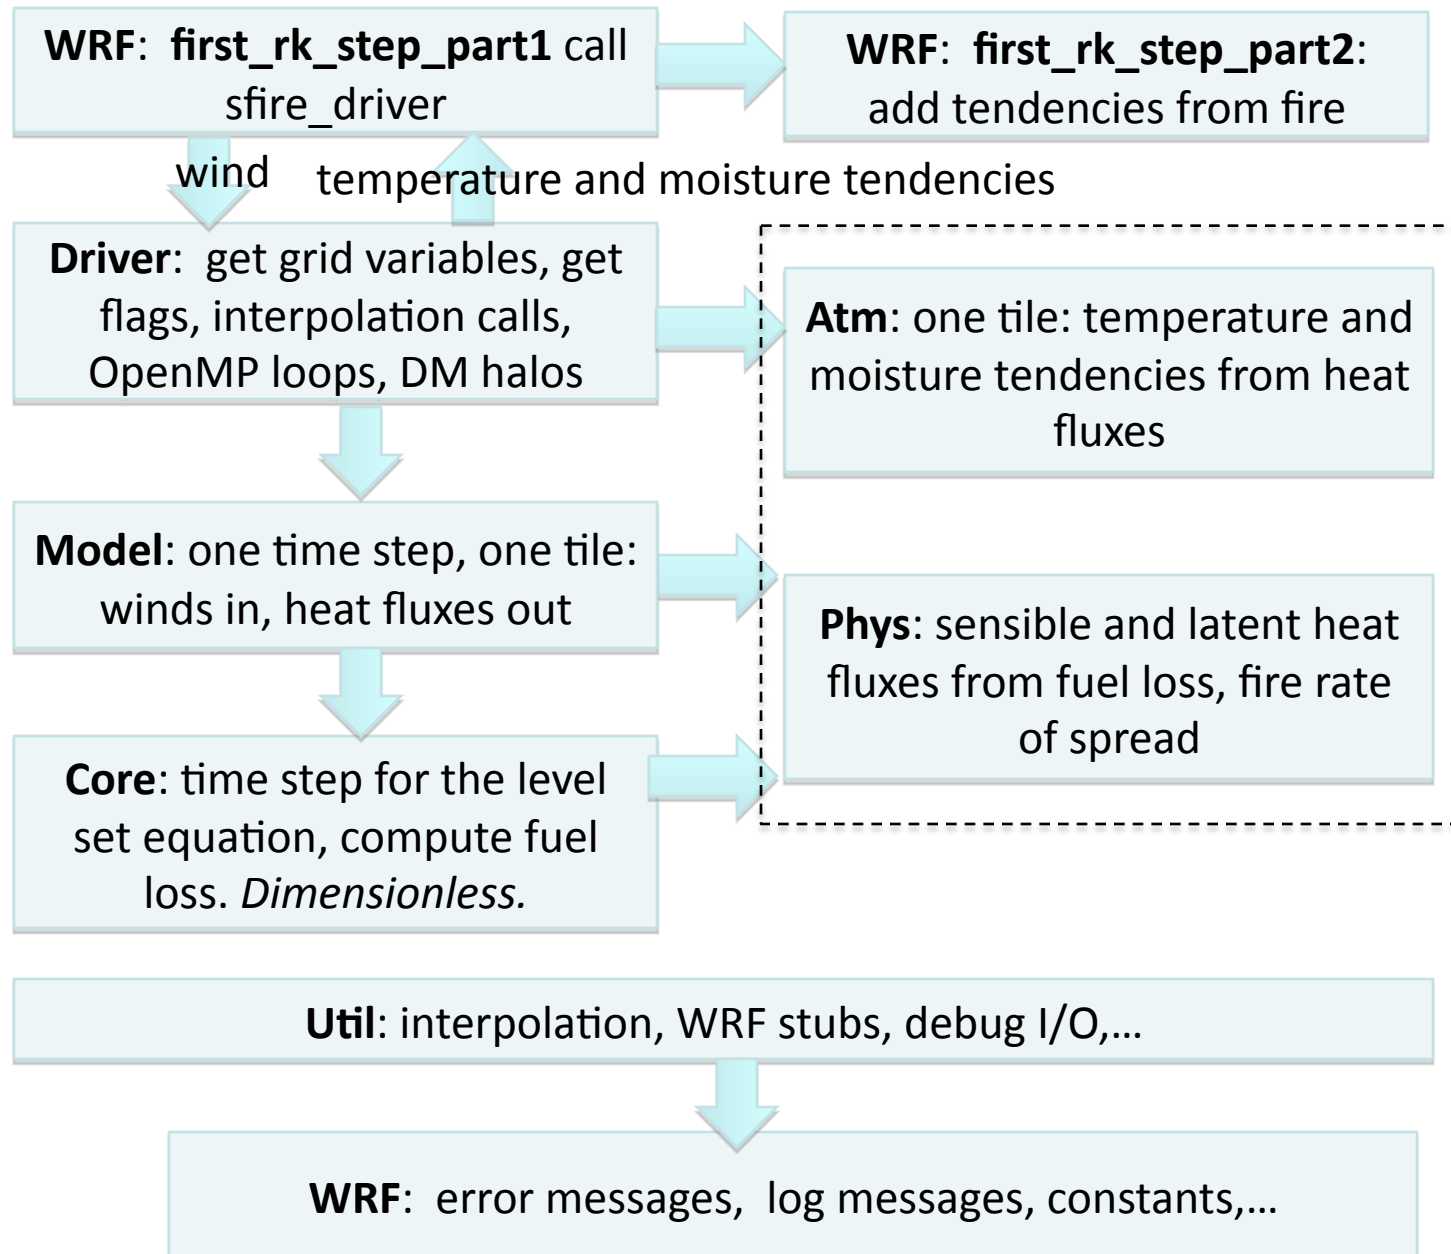 WRF: first_rk_step_part1 call
sfire_driver
WRF: first_rk_step_part2:
add tendencies from fire
wind
temperature and moisture tendencies
Driver: get grid variables, get
flags, interpolation calls,
OpenMP loops, DM halos
Atm: one tile: temperature and
moisture tendencies from heat
fluxes
Model: one time step, one tile:
winds in, heat fluxes out
Phys: sensible and latent heat
fluxes from fuel loss, fire rate
of spread
Core: time step for the level
set equation, compute fuel
loss. Dimensionless.
Util: interpolation, WRF stubs, debug I/O,...
WRF: error messages, log messages, constants,...